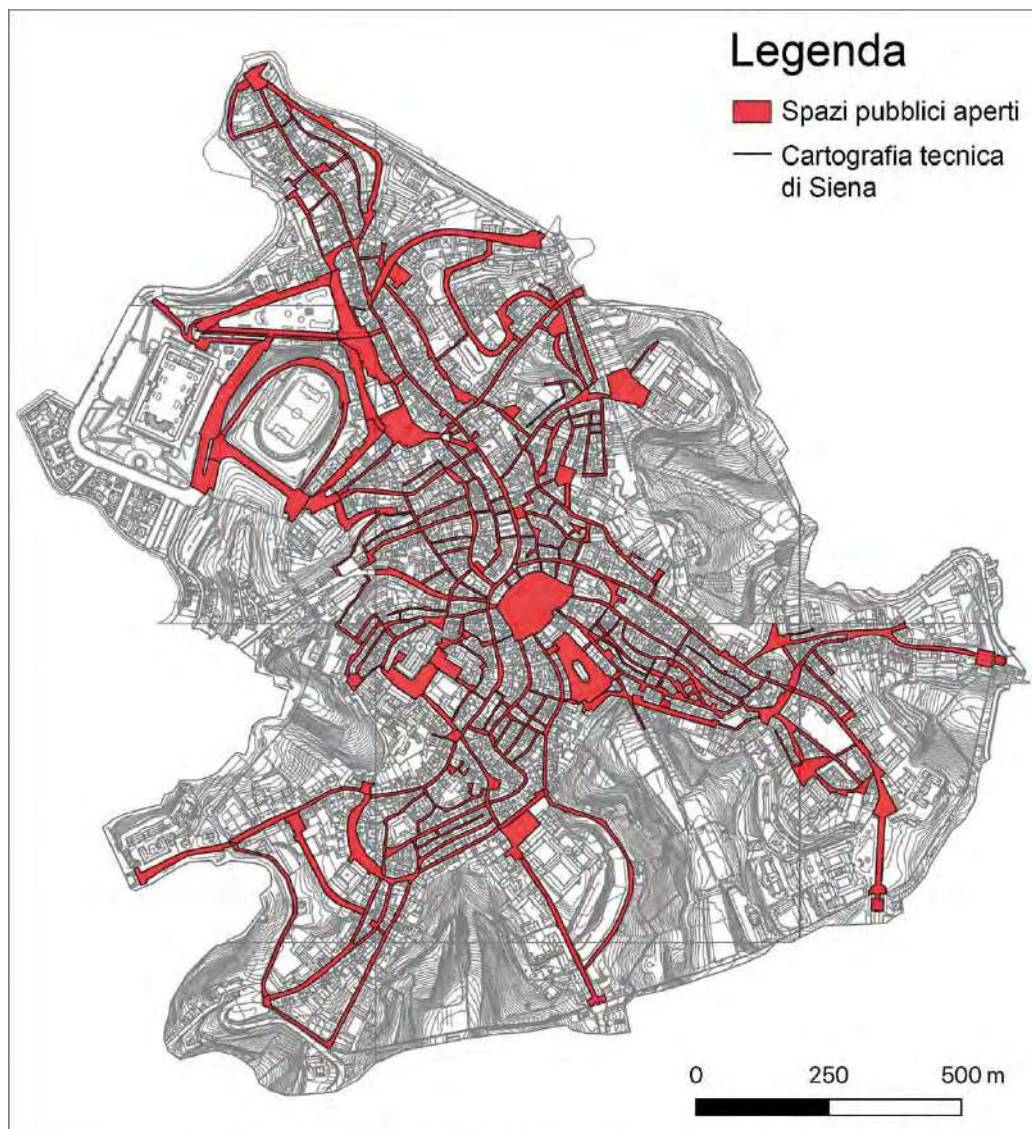 Legenda
Spazi pubblici aperti
Cartografia tecnica
di Siena
0 250 500 m